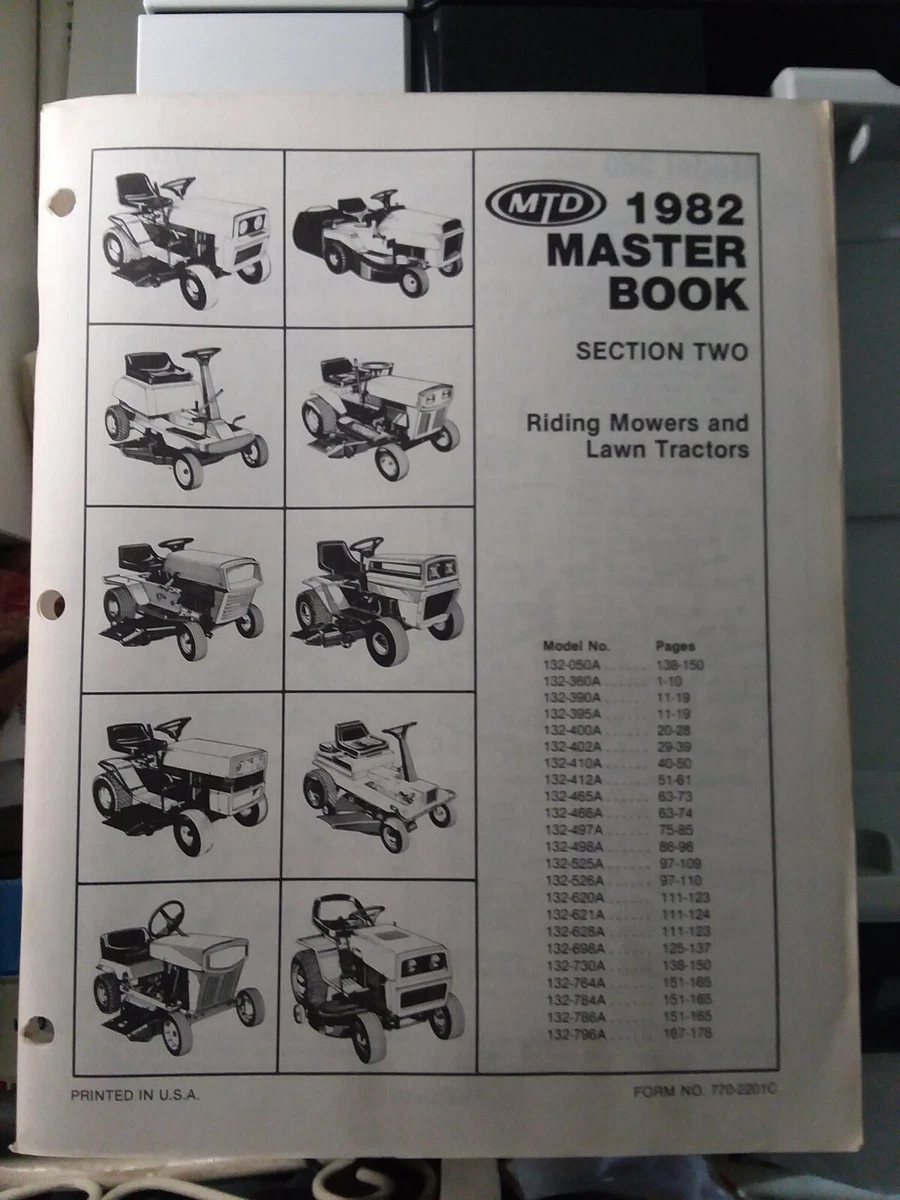 MTD 1982
MASTER
BOOK
SECTION TWO
Riding Mowers and
Lawn Tractors
Model No. Pages
132-050A ....... 138-150
132-360A ....... 1-10
132-390A ....... 11-19
132-395A ....... 11-19
132-400A ....... 20-28
132-402A ....... 29-39
132-410A ....... 40-50
132-412A ....... 51-61
132-465A ....... 63-73
132-466A ....... 63-74
132-497A ....... 75-85
132-498A ....... 86-96
132-525A ....... 97-109
132-526A ....... 97-110
132-620A ....... 111-123
132-621A ....... 111-124
132-628A ....... 111-123
132-698A ....... 125-137
132-730A ....... 138-150
132-764A ....... 151-165
132-784A ....... 151-165
132-786A ....... 151-165
132-796A ....... 167-178
PRINTED IN U.S.A.
FORM NO. 770-2201C